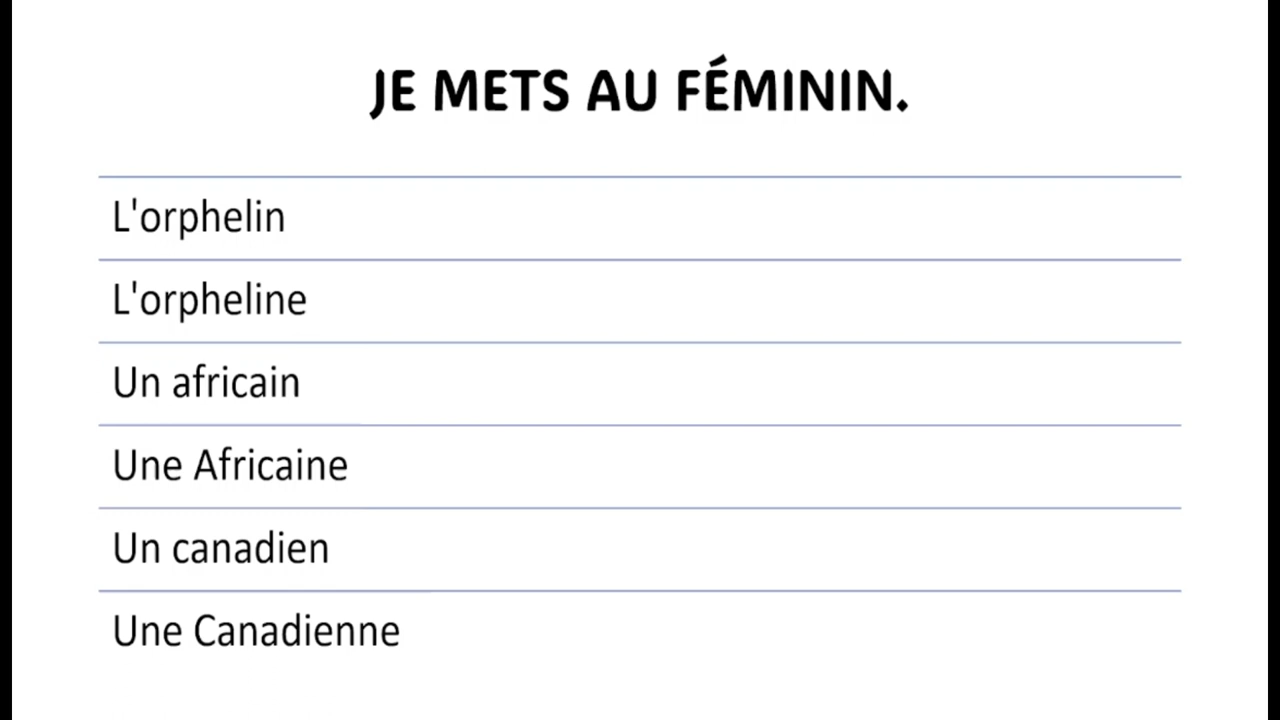 JE METS AU FÉMININ.
L'orphelin
L'orpheline
Un africain
Une Africaine
Un canadien
Une Canadienne